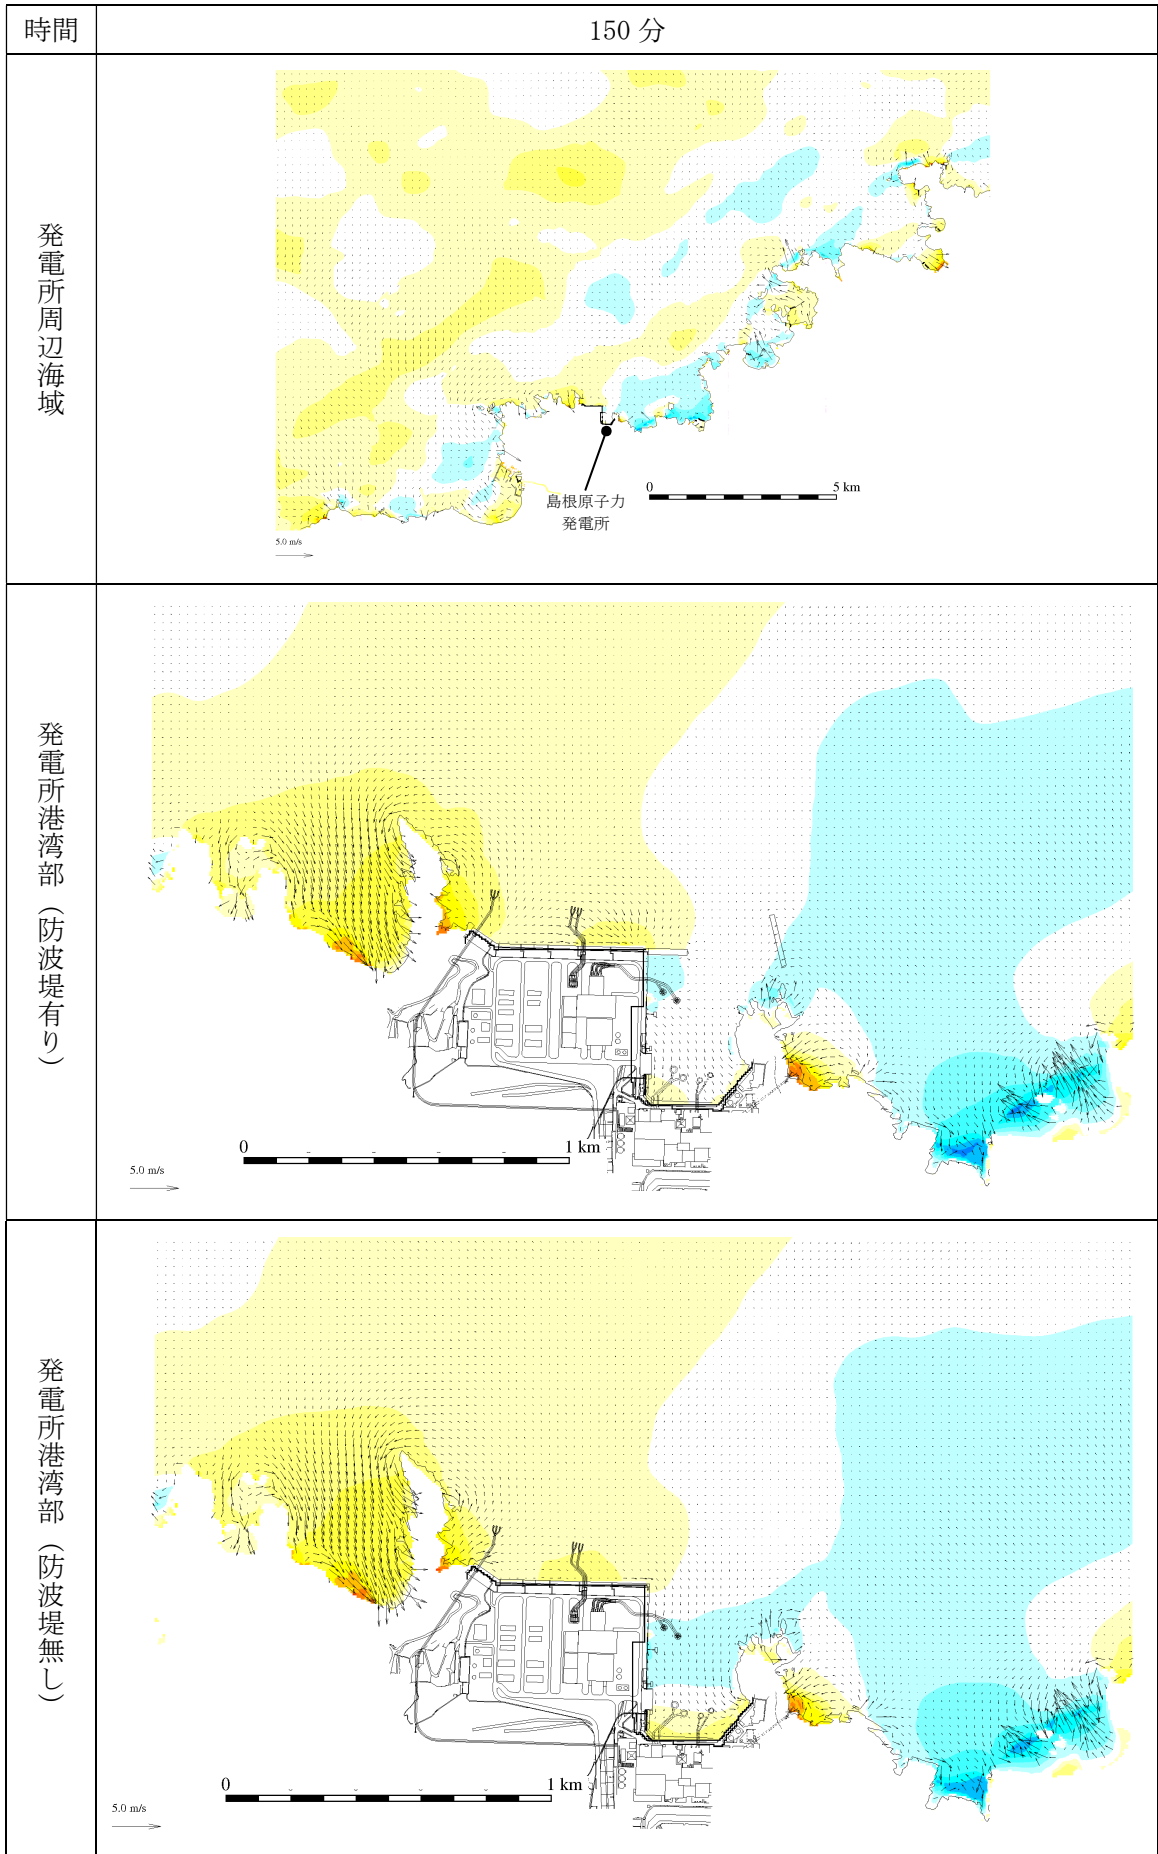 時間
150 分
発電所周辺海域
島根原子力
発電所
0
5 km
5.0 m/s
発電所港湾部（防波堤有り）
0
1 km
5.0 m/s
発電所港湾部（防波堤無し）
0
1 km
5.0 m/s